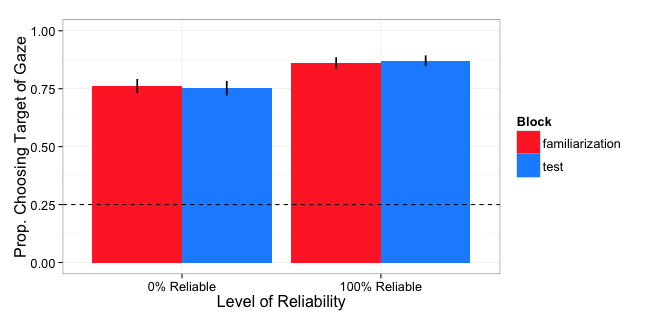 Prop. Choosing Target of Gaze
1.00
0.75
0.50
0.25
0.00
0% Reliable
100% Reliable
Level of Reliability
Block
familiarization
test